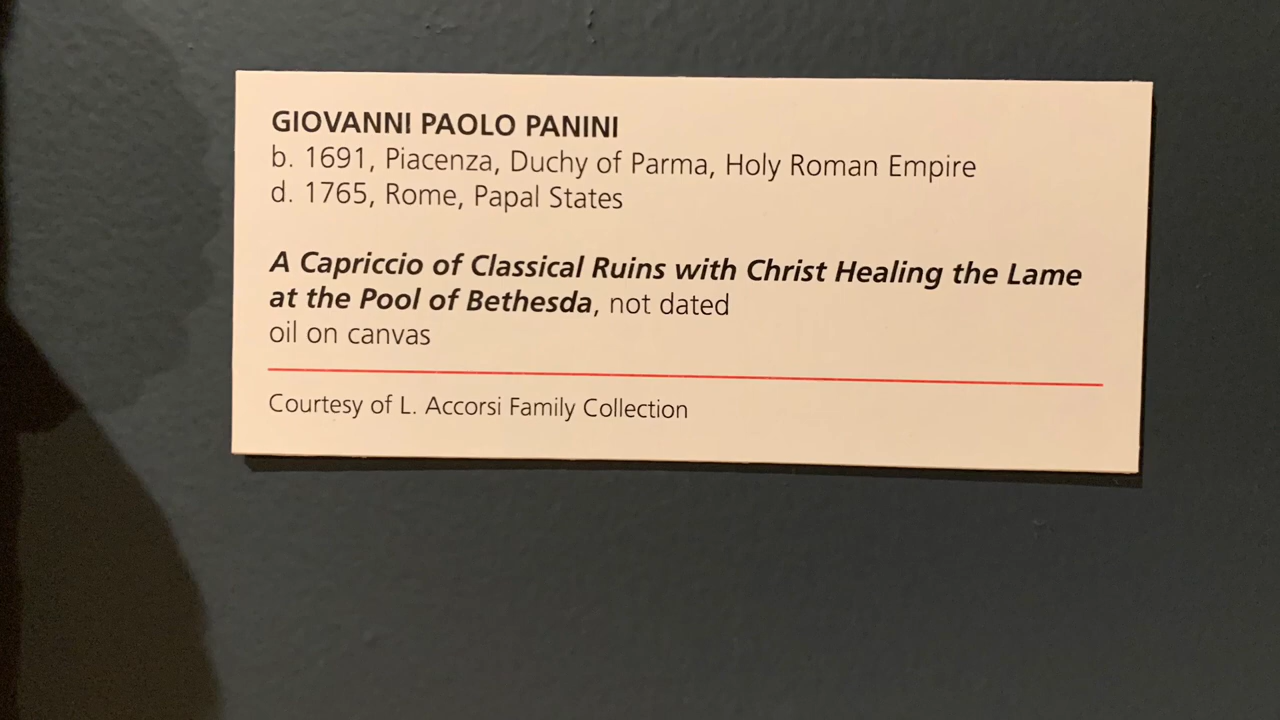 GIOVANNI PAOLO PANINI
b. 1691, Piacenza, Duchy of Parma, Holy Roman Empire
d. 1765, Rome, Papal States
A Capriccio of Classical Ruins with Christ Healing the Lame
at the Pool of Bethesda, not dated
oil on canvas
Courtesy of L. Accorsi Family Collection